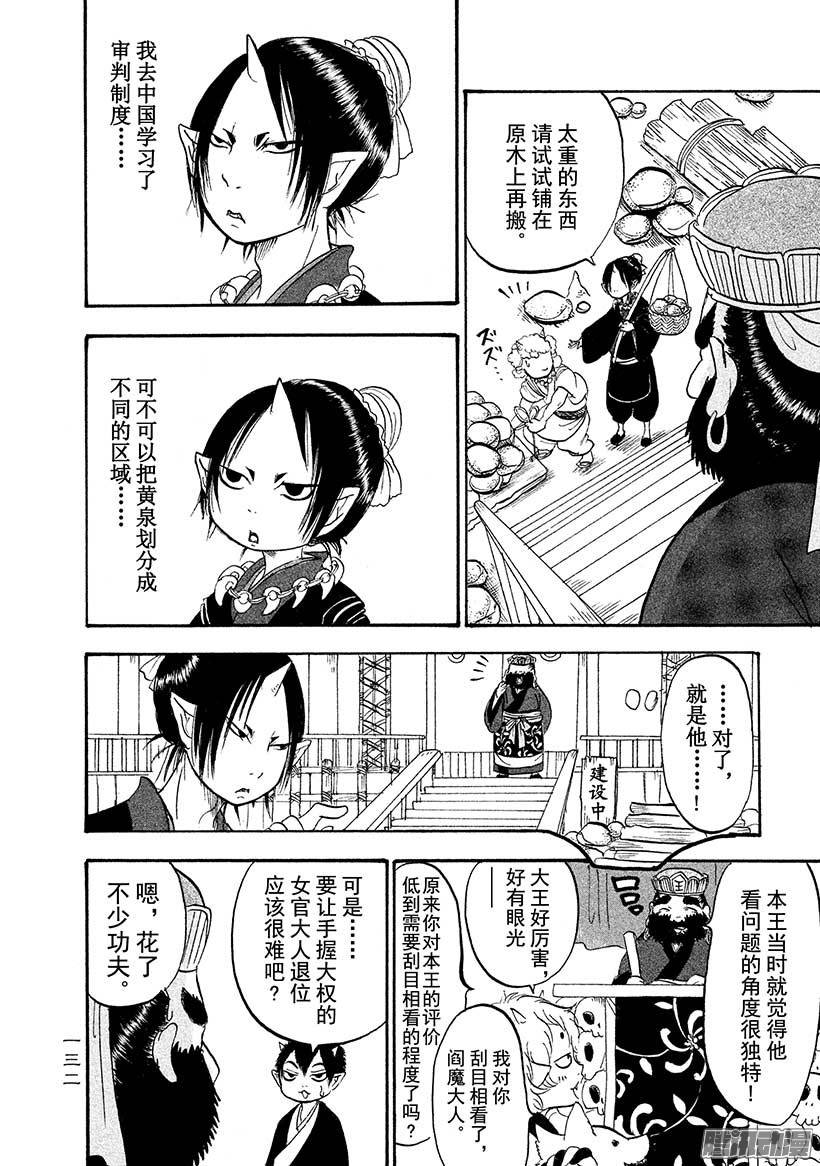 太重的东西
请试试铺在
原木上再搬。
ズ
ズ…
我去中国学习了
审判制度……
可不可以把黄泉划分成
不同的区域……
……对了，
就是他……！
建设中
本王当时就觉得他
看问题的角度很独特！
大王好厉害，
好有眼光
——
我对你
刮目相看了，
阎魔大人。
原来你对本王的评价
低到需要刮目相看的程度了吗？
可是……
要让手握大权的
女官大人退位
应该很难吧？
嗯，花了
不少功夫。
一三二
腾讯动漫